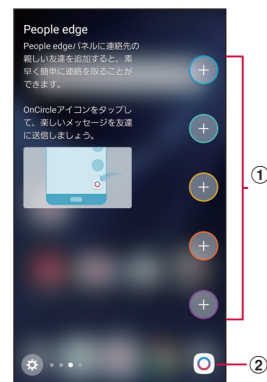 People edge
People edgeパネルに連絡先の
親しい友達を追加すると、素
早く簡単に連絡を取ることが
できます。
OnCircleアイコンをタップし
て、楽しいメッセージを友達
に送信しましょう。
①
②